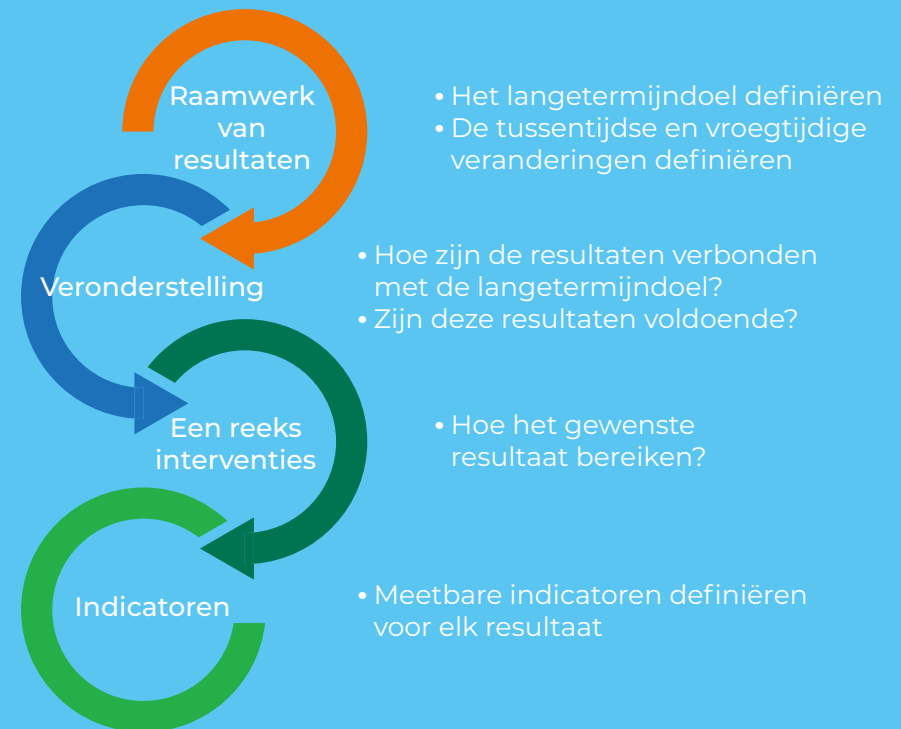 Raamwerk
van
resultaten
• Het langetermijndoel definiëren
• De tussentijdse en vroegtijdige
veranderingen definiëren
Veronderstelling
• Hoe zijn de resultaten verbonden
met de langetermijndoel?
• Zijn deze resultaten voldoende?
Een reeks
interventies
• Hoe het gewenste
resultaat bereiken?
Indicatoren
• Meetbare indicatoren definiëren
voor elk resultaat